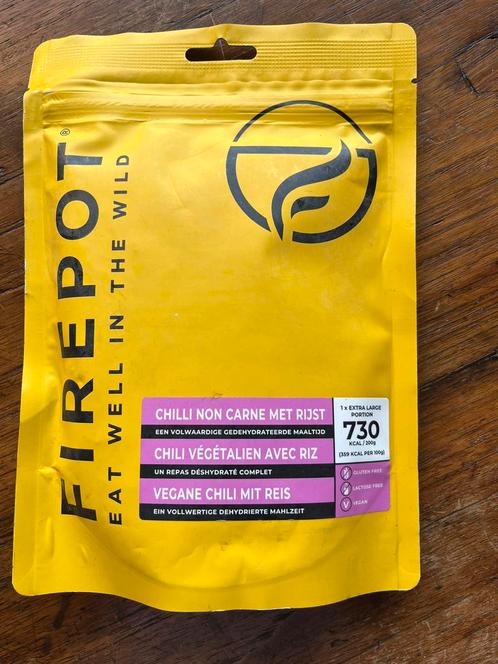 FIREPOT®
EAT WELL IN THE WILD
CHILLI NON CARNE MET RIJST
EEN VOLWAARDIGE GEDEHYDRATEERDE MAALTIJD
CHILI VÉGÉTALIEN AVEC RIZ
UN REPAS DÉSHYDRATÉ COMPLET
VEGANE CHILI MIT REIS
EIN VOLLWERTIGE DEHYDRIERTE MAHLZEIT
1 x EXTRA LARGE
PORTION
730
KCAL / 200g
(359 KCAL PER 100g)
GLUTEN FREE
LACTOSE FREE
VEGAN